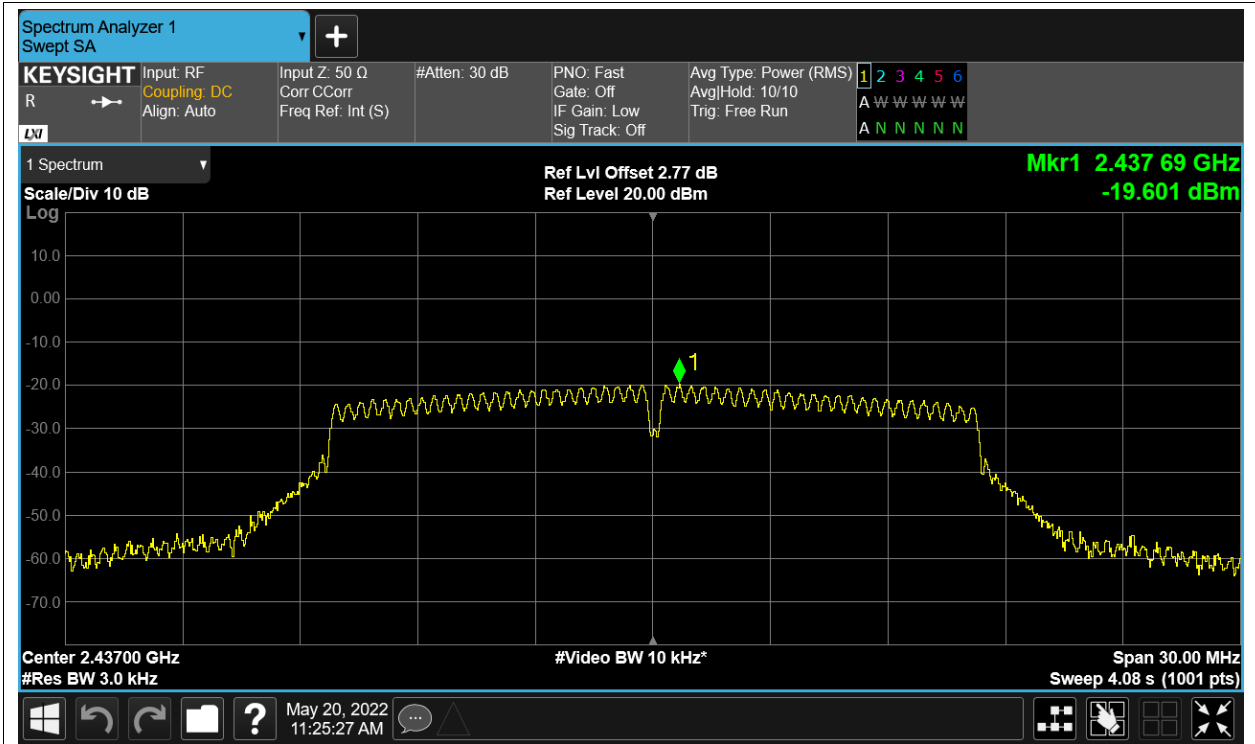 Spectrum Analyzer 1
Swept SA
KEYSIGHT
R
LXI
Input: RF
Coupling: DC
Align: Auto
Input Z: 50 Ω
Corr CCorr
Freq Ref: Int (S)
#Atten: 30 dB
PNO: Fast
Gate: Off
IF Gain: Low
Sig Track: Off
Avg Type: Power (RMS)
Avg|Hold: 10/10
Trig: Free Run
1 2 3 4 5 6
A W W W W W
A N N N N N
1 Spectrum
Scale/Div 10 dB
Log
Ref Lvl Offset 2.77 dB
Ref Level 20.00 dBm
Mkr1 2.437 69 GHz
-19.601 dBm
10.0
0.00
-10.0
1
-20.0
-30.0
-40.0
-50.0
-60.0
-70.0
Center 2.43700 GHz
#Res BW 3.0 kHz
#Video BW 10 kHz*
Span 30.00 MHz
Sweep 4.08 s (1001 pts)
?
May 20, 2022
11:25:27 AM